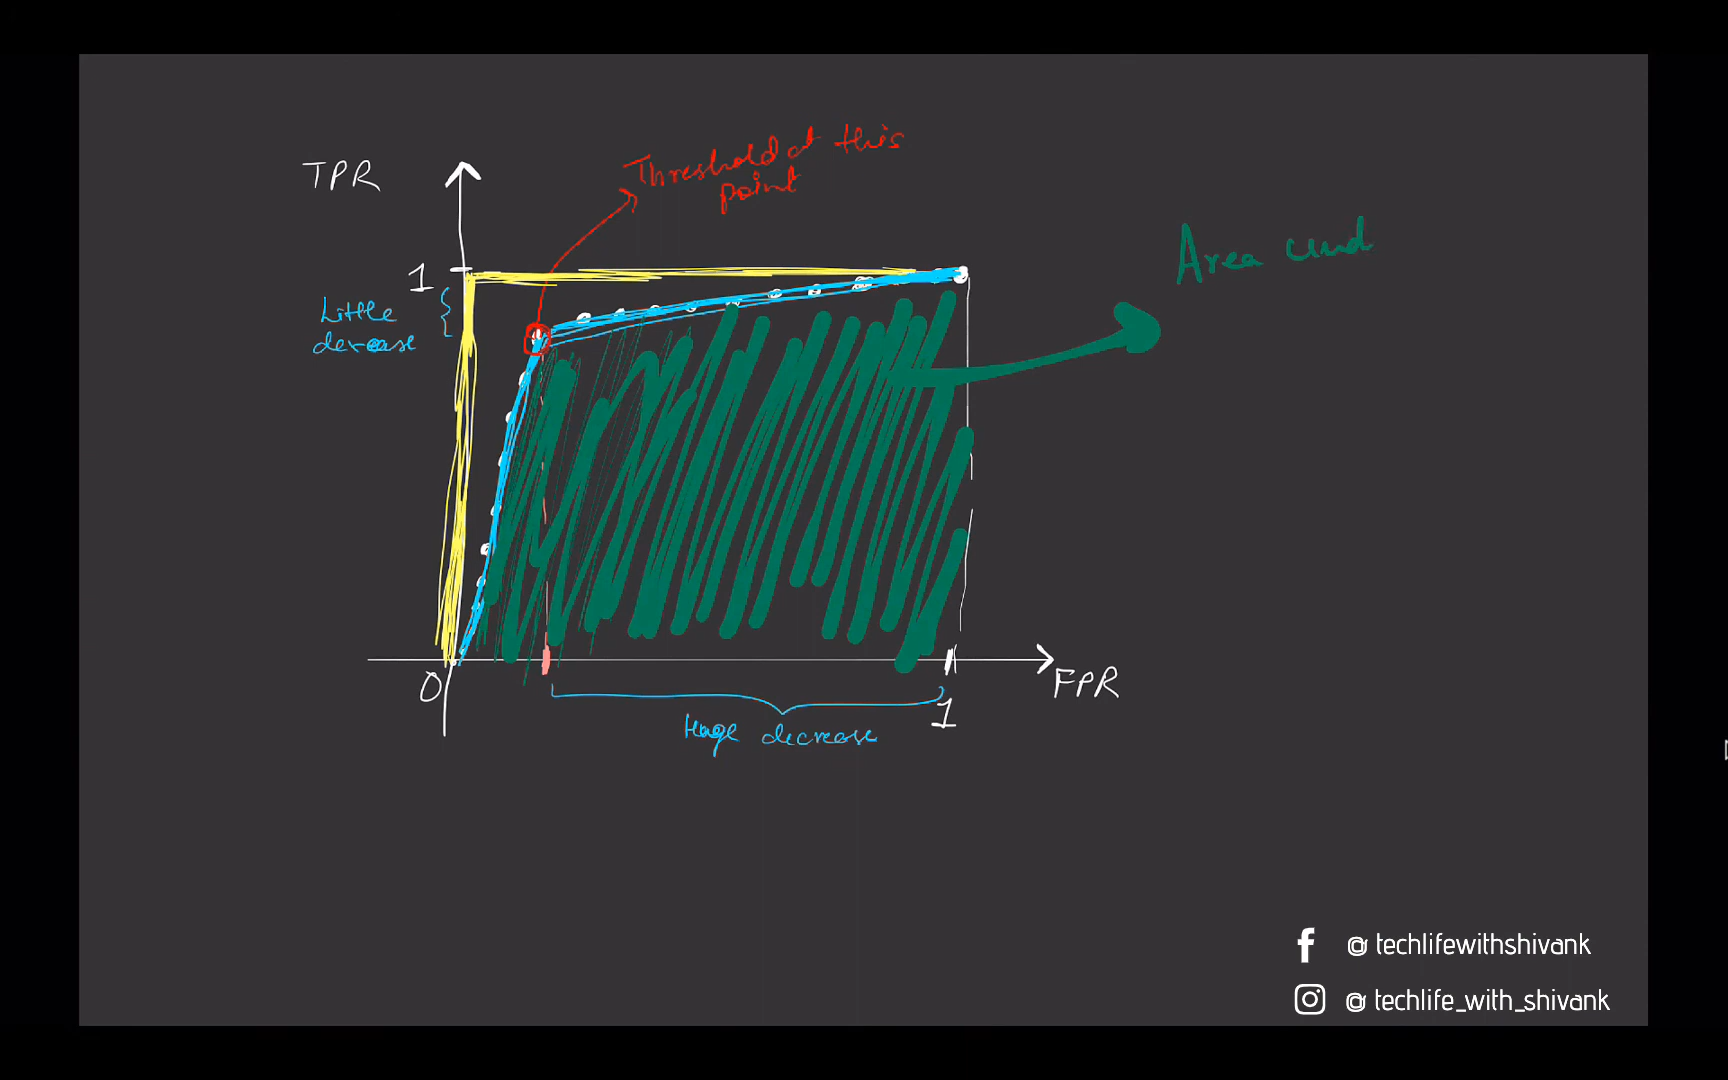 TPR
Threshold at this
point
Area und
1
Little
decrease
0
FPR
1
Huge decrease
@ techlifewithshivank
@ techlife_with_shivank